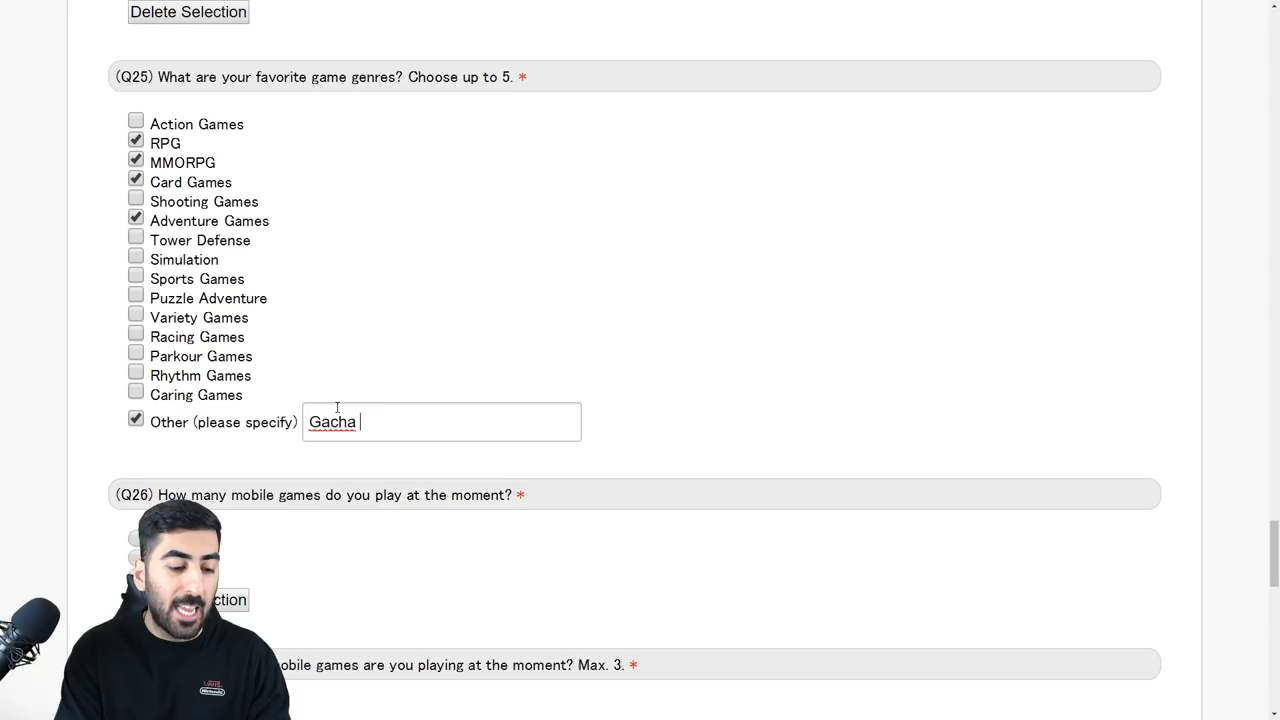 Delete Selection
(Q25) What are your favorite game genres? Choose up to 5. *
Action Games
RPG
MMORPG
Card Games
Shooting Games
Adventure Games
Tower Defense
Simulation
Sports Games
Puzzle Adventure
Variety Games
Racing Games
Parkour Games
Rhythm Games
Caring Games
Other (please specify) Gacha
(Q26) How many mobile games do you play at the moment? *
ction
obile games are you playing at the moment? Max. 3. *
VANS
Nintendo